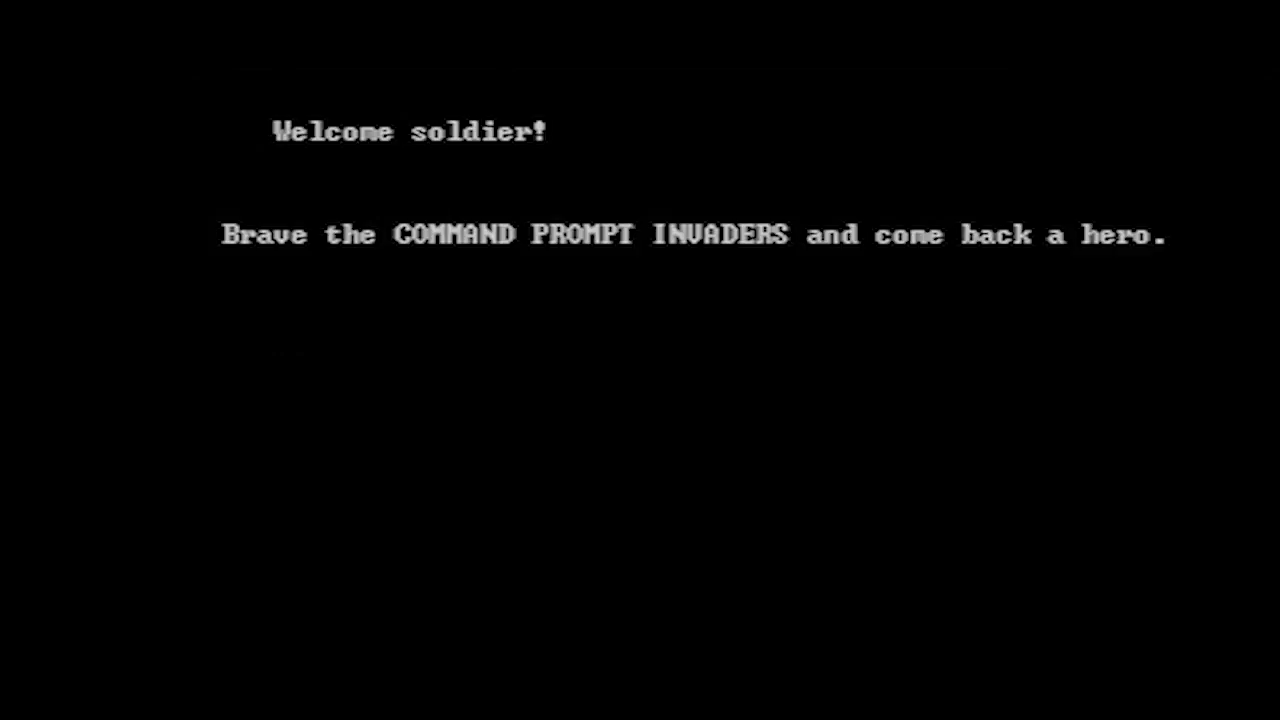 Welcome soldier!
Brave the COMMAND PROMPT INVADERS and come back a hero.